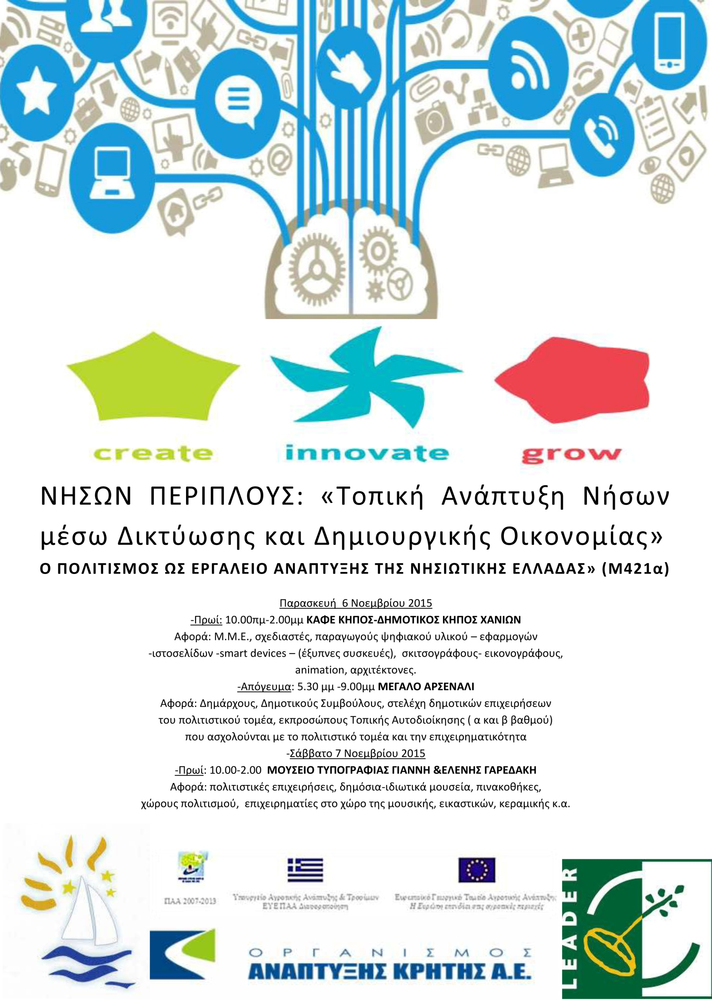 create innovate grow
ΝΗΣΩΝ ΠΕΡΙΠΛΟΥΣ: «Τοπική Ανάπτυξη Νήσων
μέσω Δικτύωσης και Δημιουργικής Οικονομίας»
Ο ΠΟΛΙΤΙΣΜΟΣ ΩΣ ΕΡΓΑΛΕΙΟ ΑΝΑΠΤΥΞΗΣ ΤΗΣ ΝΗΣΙΩΤΙΚΗΣ ΕΛΛΑΔΑΣ» (Μ421α)
Παρασκευή 6 Νοεμβρίου 2015
-Πρωί: 10.00πμ-2.00μμ ΚΑΦΕ ΚΗΠΟΣ-ΔΗΜΟΤΙΚΟΣ ΚΗΠΟΣ ΧΑΝΙΩΝ
Αφορά: Μ.Μ.Ε., σχεδιαστές, παραγωγούς ψηφιακού υλικού – εφαρμογών
-ιστοσελίδων -smart devices – (έξυπνες συσκευές), σκιτσογράφους- εικονογράφους,
animation, αρχιτέκτονες.
-Απόγευμα: 5.30 μμ -9.00μμ ΜΕΓΑΛΟ ΑΡΣΕΝΑΛΙ
Αφορά: Δημάρχους, Δημοτικούς Συμβούλους, στελέχη δημοτικών επιχειρήσεων
του πολιτιστικού τομέα, εκπροσώπους Τοπικής Αυτοδιοίκησης ( α και β βαθμού)
που ασχολούνται με το πολιτιστικό τομέα και την επιχειρηματικότητα
-Σάββατο 7 Νοεμβρίου 2015
-Πρωί: 10.00-2.00 ΜΟΥΣΕΙΟ ΤΥΠΟΓΡΑΦΙΑΣ ΓΙΑΝΝΗ &ΕΛΕΝΗΣ ΓΑΡΕΔΑΚΗ
Αφορά: πολιτιστικές επιχειρήσεις, δημόσια-ιδιωτικά μουσεία, πινακοθήκες,
χώρους πολιτισμού, επιχειρηματίες στο χώρο της μουσικής, εικαστικών, κεραμικής κ.α.
ΠΑΑ 2007-2013
Υπουργείο Αγροτικής Ανάπτυξης & Τροφίμων
ΕΥΕ ΠΑΑ Διαφοροποίηση
Ευρωπαϊκό Γεωργικό Ταμείο Αγροτικής Ανάπτυξης
Η Ευρώπη επενδύει στις αγροτικές περιοχές
ΟΡΓΑΝΙΣΜΟΣ
ΑΝΑΠΤΥΞΗΣ ΚΡΗΤΗΣ Α.Ε.
LEADER